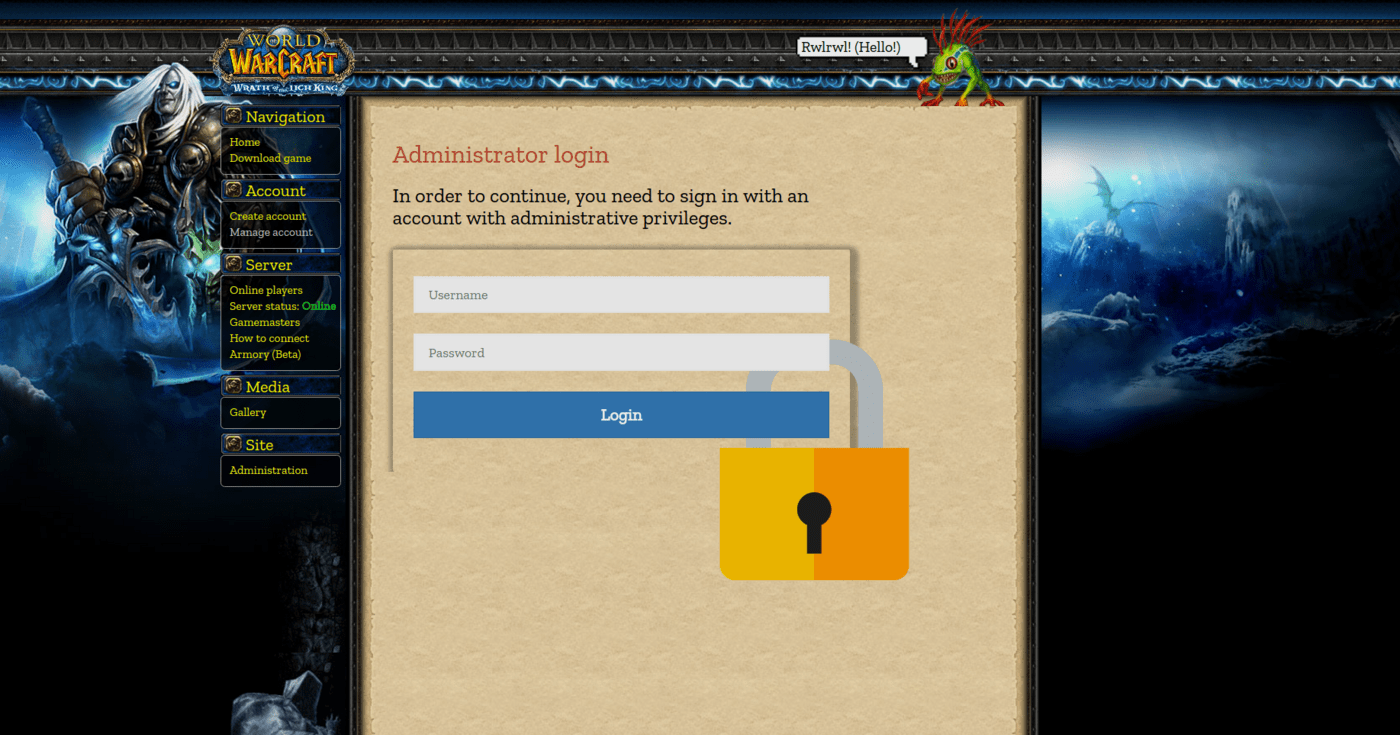 WORLD
OF
WARCRAFT
WRATH OF THE LICH KING
Rwlrwl! (Hello!)
Navigation
Home
Download game
Account
Create account
Manage account
Server
Online players
Server status: Online
Gamemasters
How to connect
Armory (Beta)
Media
Gallery
Site
Administration
Administrator login
In order to continue, you need to sign in with an
account with administrative privileges.
Username
Password
Login